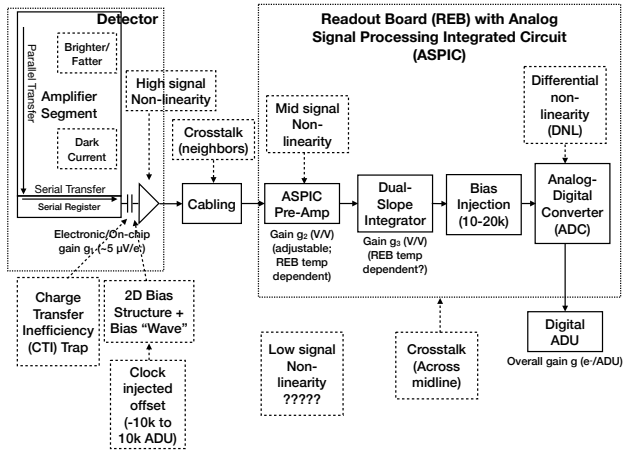 Detector
Brighter/
Fatter
Parallel Transfer
Amplifier
Segment
Dark
Current
Serial Transfer
Serial Register
Electronic/On-chip
gain g₁ (~5 μV/e-)
High signal
Non-linearity
Crosstalk
(neighbors)
Cabling
Readout Board (REB) with Analog
Signal Processing Integrated Circuit
(ASPIC)
Mid signal
Non-
linearity
ASPIC
Pre-Amp
Gain g₂ (V/V)
(adjustable;
REB temp
dependent)
Dual-
Slope
Integrator
Gain g₃ (V/V)
(REB temp
dependent?)
Bias
Injection
(10-20k)
Differential
non-
linearity
(DNL)
Analog-
Digital
Converter
(ADC)
Digital
ADU
Overall gain g (e-/ADU)
Charge
Transfer
Inefficiency
(CTI) Trap
2D Bias
Structure +
Bias “Wave”
Clock
injected
offset
(-10k to
10k ADU)
Low signal
Non-
linearity
?????
Crosstalk
(Across
midline)